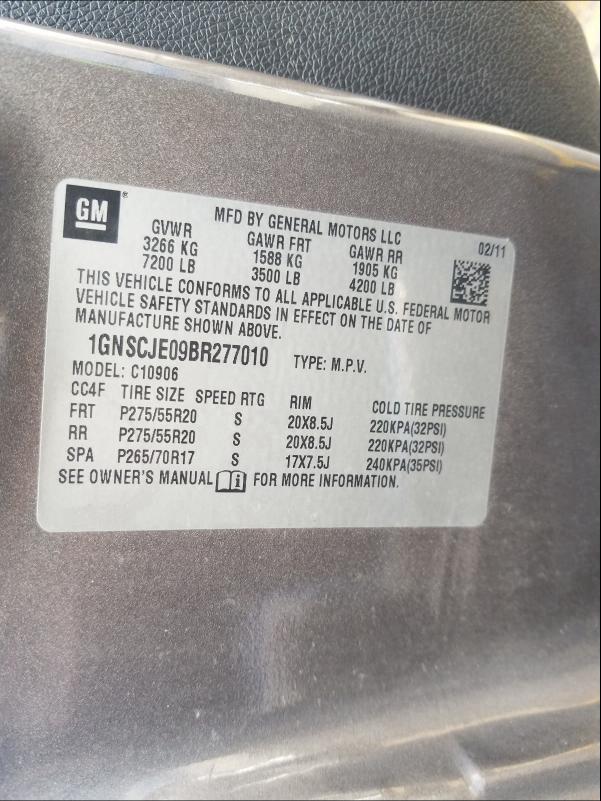 GM®
MFD BY GENERAL MOTORS LLC
02/11
GVWR GAWR FRT GAWR RR
3266 KG 1588 KG 1905 KG
7200 LB 3500 LB 4200 LB
THIS VEHICLE CONFORMS TO ALL APPLICABLE U.S. FEDERAL MOTOR
VEHICLE SAFETY STANDARDS IN EFFECT ON THE DATE OF
MANUFACTURE SHOWN ABOVE.
1GNSCJE09BR277010 TYPE: M.P.V.
MODEL: C10906
CC4F TIRE SIZE SPEED RTG RIM COLD TIRE PRESSURE
FRT P275/55R20 S 20X8.5J 220KPA(32PSI)
RR P275/55R20 S 20X8.5J 220KPA(32PSI)
SPA P265/70R17 S 17X7.5J 240KPA(35PSI)
SEE OWNER'S MANUAL i FOR MORE INFORMATION.